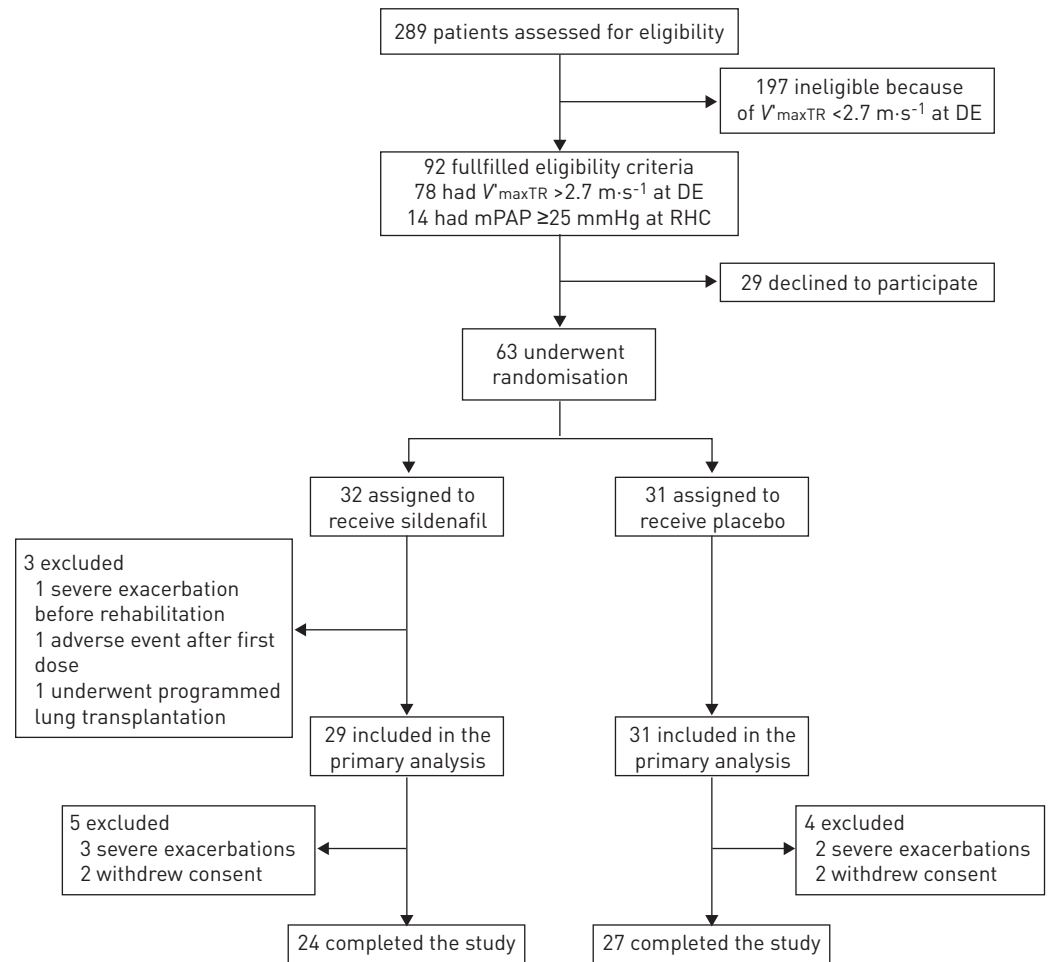 289 patients assessed for eligibility
197 ineligible because
of V'maxTR <2.7 m·s-1 at DE
92 fullfilled eligibility criteria
78 had V'maxTR >2.7 m·s-1 at DE
14 had mPAP ≥25 mmHg at RHC
29 declined to participate
63 underwent
randomisation
32 assigned to
receive sildenafil
31 assigned to
receive placebo
3 excluded
1 severe exacerbation
before rehabilitation
1 adverse event after first
dose
1 underwent programmed
lung transplantation
29 included in the
primary analysis
31 included in the
primary analysis
5 excluded
3 severe exacerbations
2 withdrew consent
4 excluded
2 severe exacerbations
2 withdrew consent
24 completed the study
27 completed the study